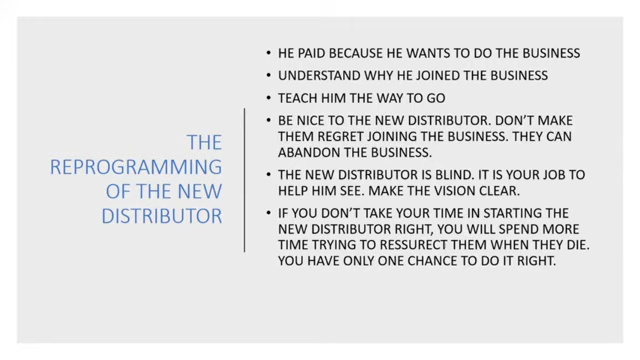 THE
REPROGRAMMING
OF THE NEW
DISTRIBUTOR
• HE PAID BECAUSE HE WANTS TO DO THE BUSINESS
• UNDERSTAND WHY HE JOINED THE BUSINESS
• TEACH HIM THE WAY TO GO
• BE NICE TO THE NEW DISTRIBUTOR. DON'T MAKE
THEM REGRET JOINING THE BUSINESS. THEY CAN
ABANDON THE BUSINESS.
• THE NEW DISTRIBUTOR IS BLIND. IT IS YOUR JOB TO
HELP HIM SEE. MAKE THE VISION CLEAR.
• IF YOU DON'T TAKE YOUR TIME IN STARTING THE
NEW DISTRIBUTOR RIGHT, YOU WILL SPEND MORE
TIME TRYING TO RESSURECT THEM WHEN THEY DIE.
YOU HAVE ONLY ONE CHANCE TO DO IT RIGHT.